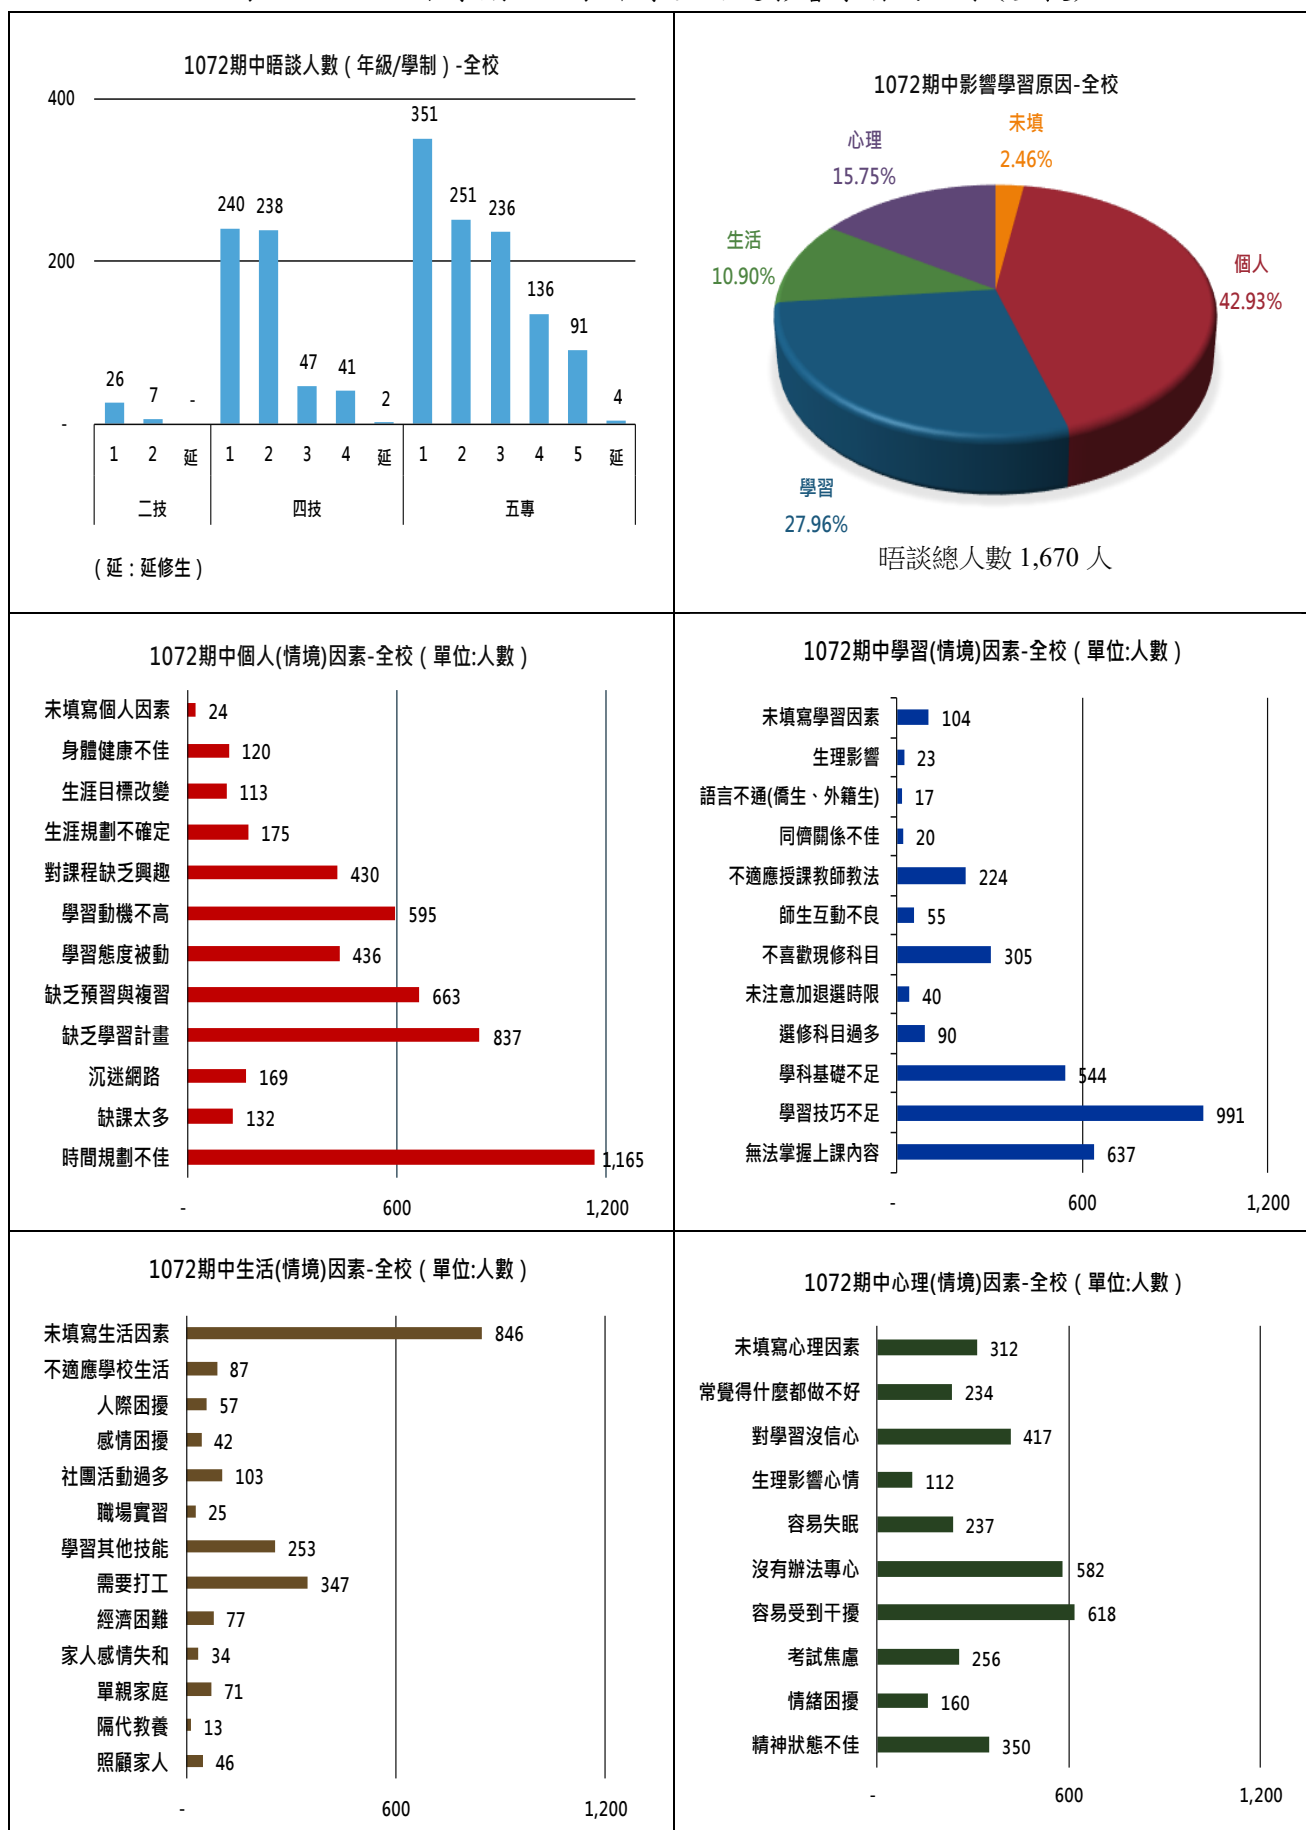 1072期中晤談人數（年級/學制）-全校
400
200
-
26
7
-
240
238
47
41
2
351
251
236
136
91
4
1 2 延 1 2 3 4 延 1 2 3 4 5 延
二技 四技 五專
（延：延修生）
1072期中影響學習原因-全校
未填
2.46%
個人
42.93%
學習
27.96%
生活
10.90%
心理
15.75%
晤談總人數 1,670 人
1072期中個人(情境)因素-全校（單位:人數）
未填寫個人因素 24
身體健康不佳 120
生涯目標改變 113
生涯規劃不確定 175
對課程缺乏興趣 430
學習動機不高 595
學習態度被動 436
缺乏預習與複習 663
缺乏學習計畫 837
沉迷網路 169
缺課太多 132
時間規劃不佳 1,165
- 600 1,200
1072期中學習(情境)因素-全校（單位:人數）
未填寫學習因素 104
生理影響 23
語言不通(僑生、外籍生) 17
同儕關係不佳 20
不適應授課教師教法 224
師生互動不良 55
不喜歡現修科目 305
未注意加退選時限 40
選修科目過多 90
學科基礎不足 544
學習技巧不足 991
無法掌握上課內容 637
- 600 1,200
1072期中生活(情境)因素-全校（單位:人數）
未填寫生活因素 846
不適應學校生活 87
人際困擾 57
感情困擾 42
社團活動過多 103
職場實習 25
學習其他技能 253
需要打工 347
經濟困難 77
家人感情失和 34
單親家庭 71
隔代教養 13
照顧家人 46
- 600 1,200
1072期中心理(情境)因素-全校（單位:人數）
未填寫心理因素 312
常覺得什麼都做不好 234
對學習沒信心 417
生理影響心情 112
容易失眠 237
沒有辦法專心 582
容易受到干擾 618
考試焦慮 256
情緒困擾 160
精神狀態不佳 350
- 600 1,200